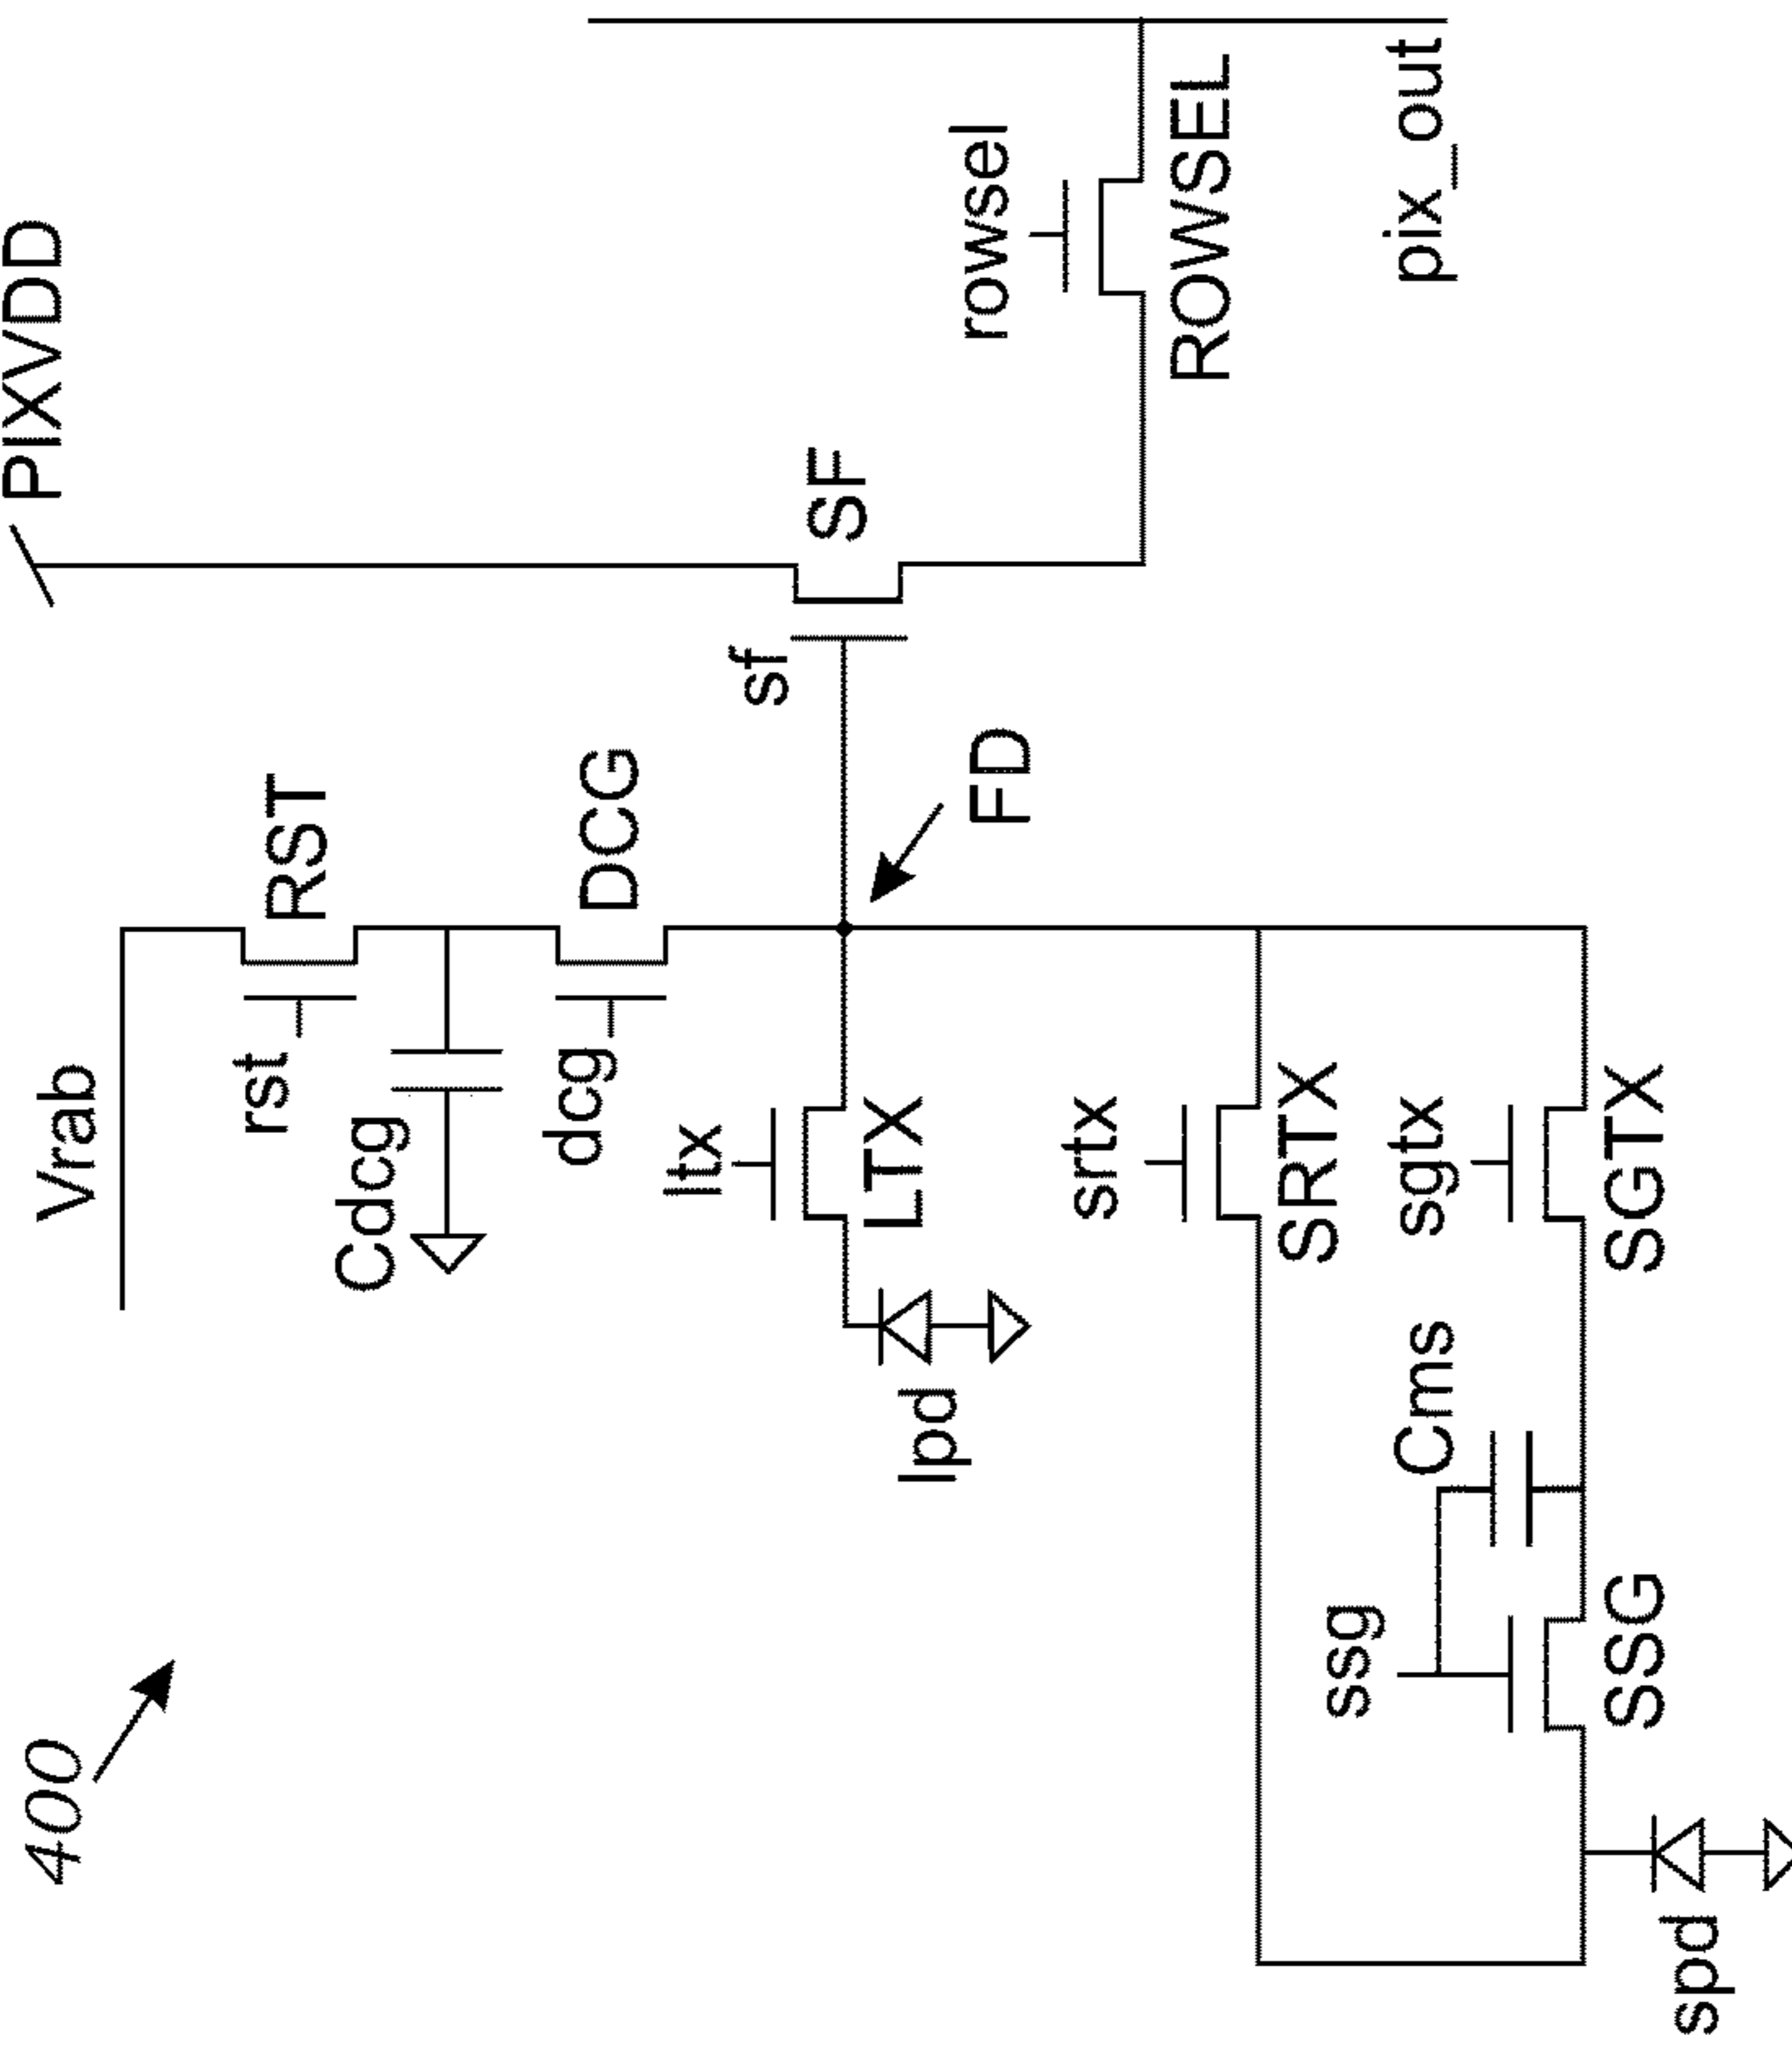 400
Vrab
PIXVDD
rst
RST
Cdcg
dcg
DCG
sf
SF
ltx
LTX
FD
rowsel
ROWSEL
lpd
srtx
SRTX
pix_out
ssg
Cms
sgtx
SSG
SGTX
spd